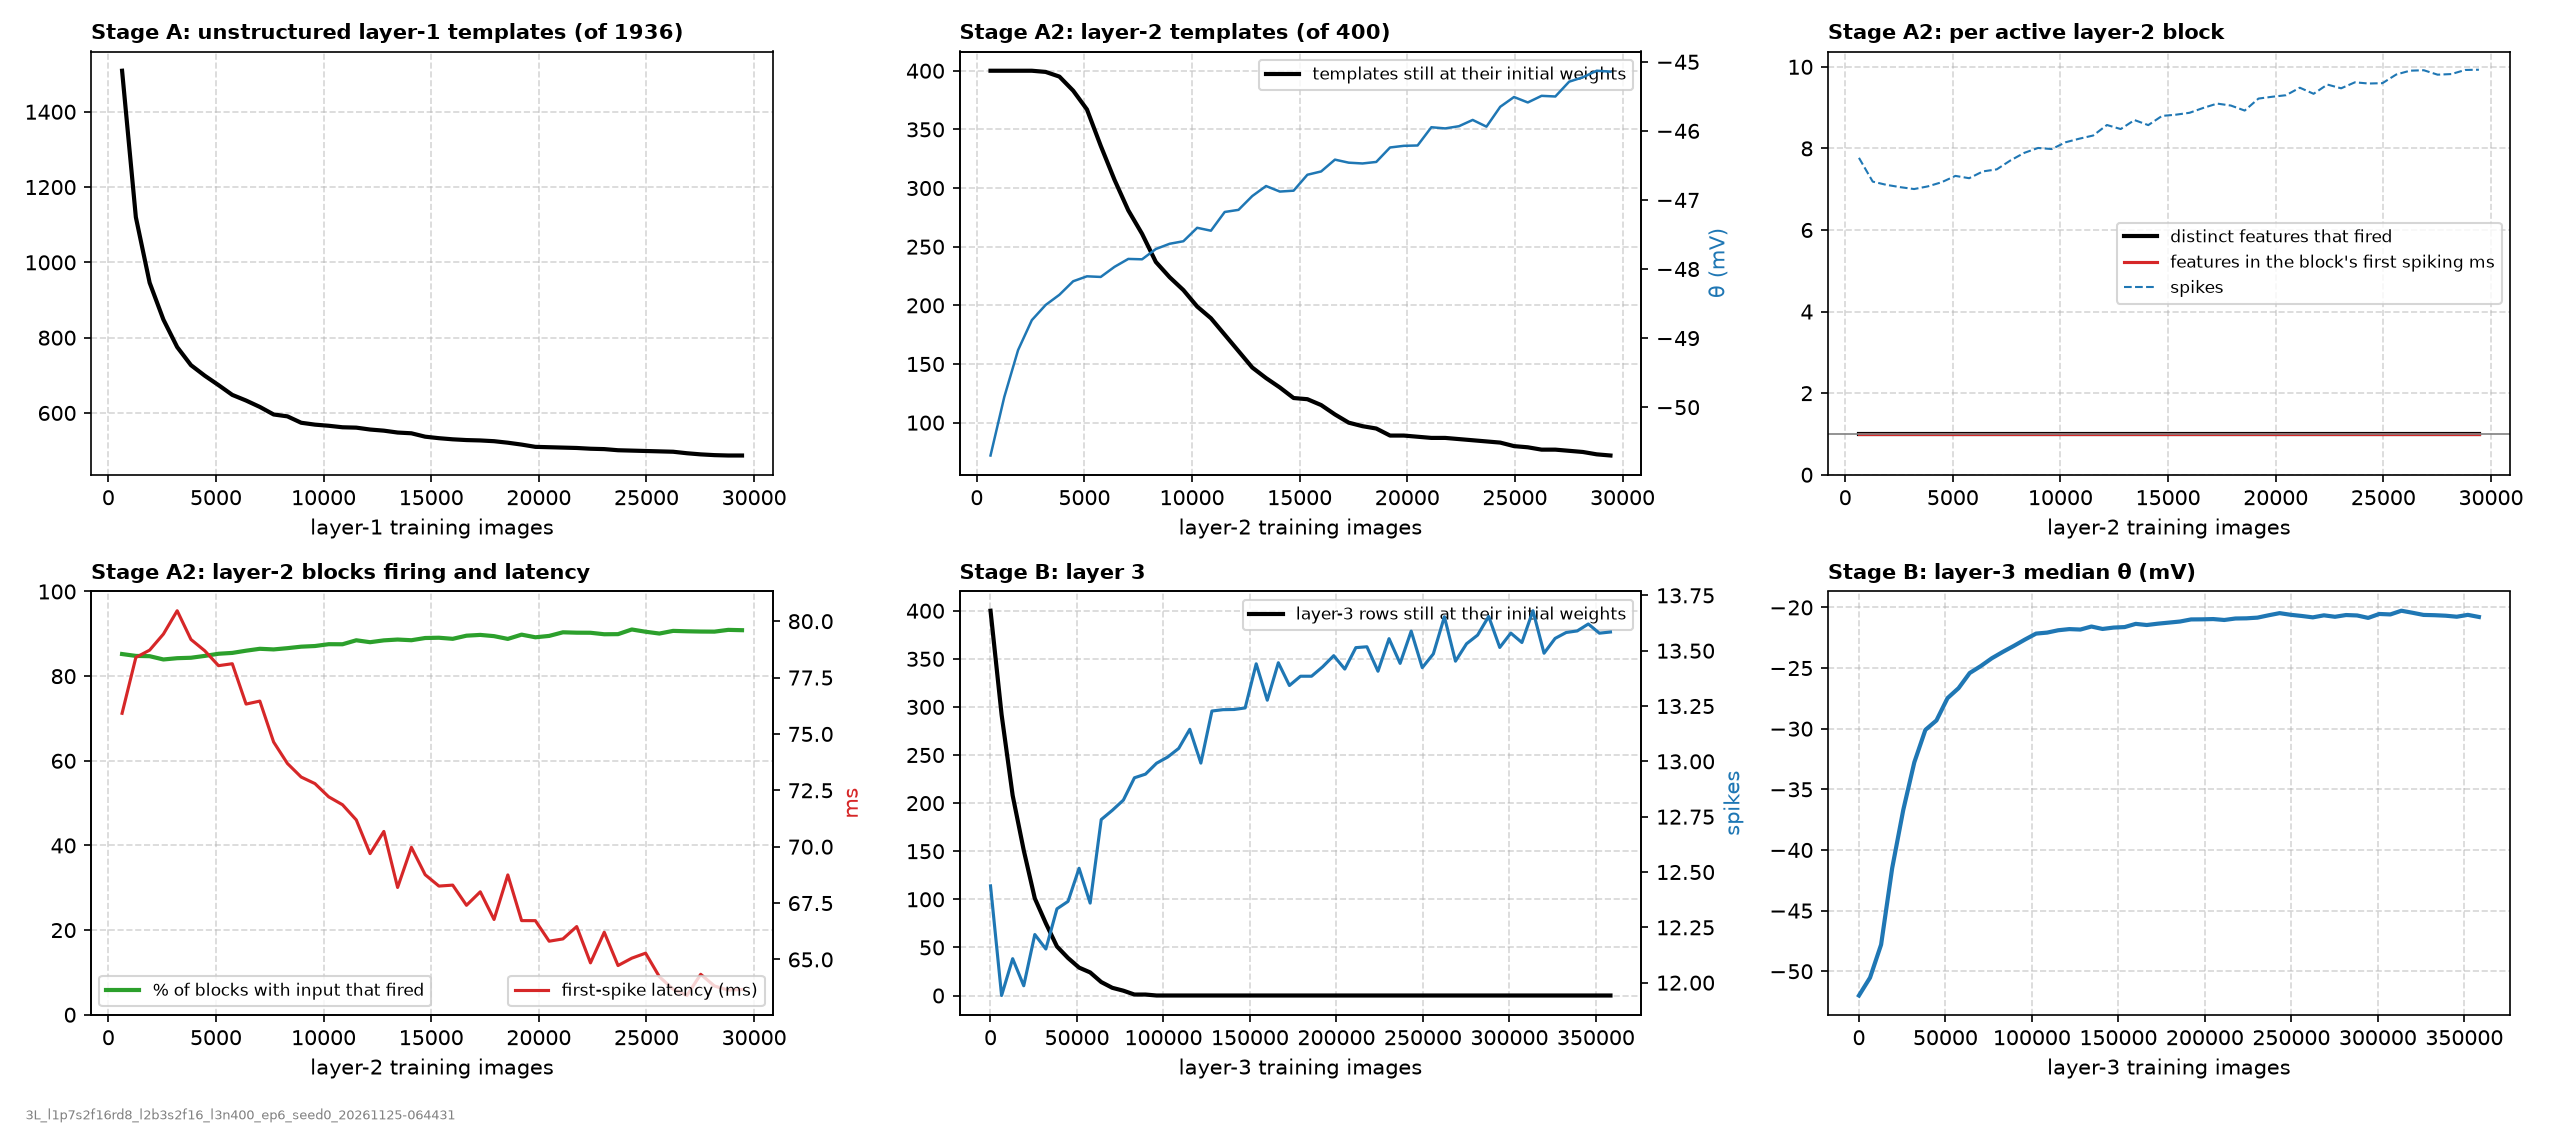 Stage A: unstructured layer-1 templates (of 1936)
1400
1200
1000
800
600
0 5000 10000 15000 20000 25000 30000
layer-1 training images
Stage A2: layer-2 templates (of 400)
templates still at their initial weights
400
350
300
250
200
150
100
−45
−46
−47
−48
−49
−50
θ (mV)
0 5000 10000 15000 20000 25000 30000
layer-2 training images
Stage A2: per active layer-2 block
10
8
6
4
2
0
distinct features that fired
features in the block's first spiking ms
spikes
0 5000 10000 15000 20000 25000 30000
layer-2 training images
Stage A2: layer-2 blocks firing and latency
100
80
60
40
20
0
80.0
77.5
75.0
72.5
70.0
67.5
65.0
ms
% of blocks with input that fired
first-spike latency (ms)
0 5000 10000 15000 20000 25000 30000
layer-2 training images
Stage B: layer 3
layer-3 rows still at their initial weights
400
350
300
250
200
150
100
50
0
13.75
13.50
13.25
13.00
12.75
12.50
12.25
12.00
spikes
0 50000 100000 150000 200000 250000 300000 350000
layer-3 training images
Stage B: layer-3 median θ (mV)
−20
−25
−30
−35
−40
−45
−50
0 50000 100000 150000 200000 250000 300000 350000
layer-3 training images
3L_l1p7s2f16rd8_l2b3s2f16_l3n400_ep6_seed0_20261125-064431